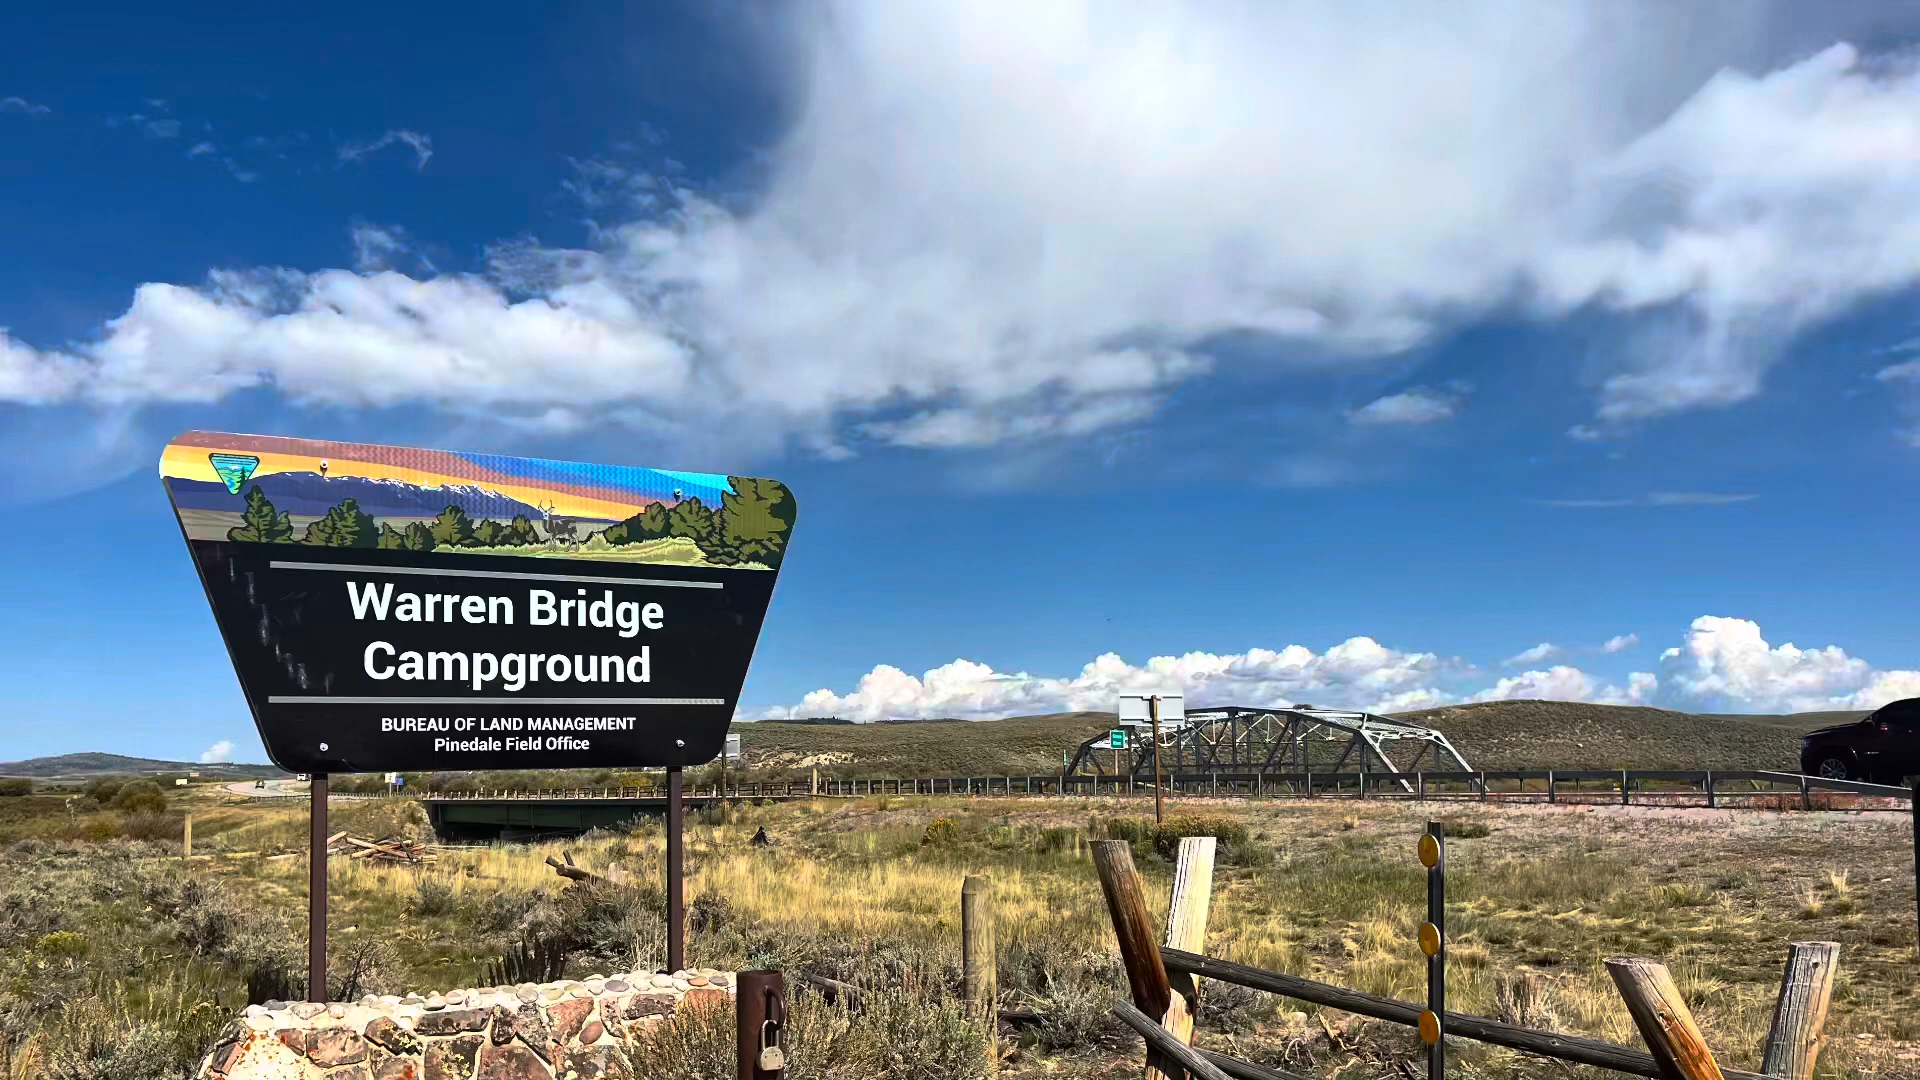 Warren Bridge
Campground
BUREAU OF LAND MANAGEMENT
Pinedale Field Office